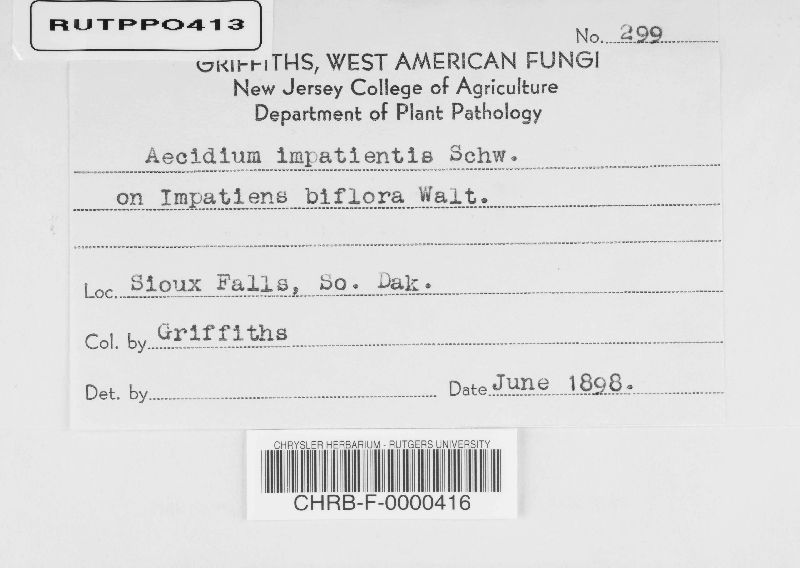 RUTPP0413
No. 299
GRIFFITHS, WEST AMERICAN FUNGI
New Jersey College of Agriculture
Department of Plant Pathology
Aecidium impatientis Schw.
on Impatiens biflora Walt.
Loc. Sioux Falls, So. Dak.
Col. by Griffiths
Det. by
Date June 1898.
CHRYSLER HERBARIUM - RUTGERS UNIVERSITY
CHRB-F-0000416